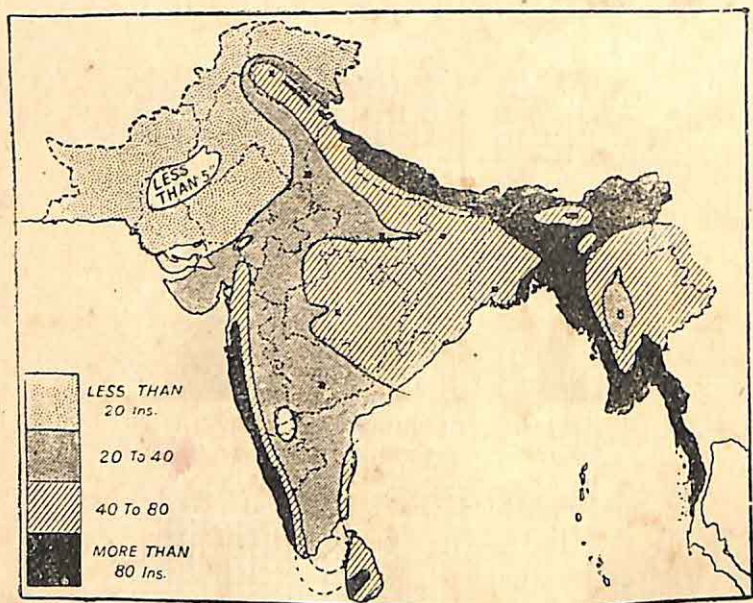 LESS
THAN 5"
LESS THAN
20 Ins.
20 To 40
40 To 80
MORE THAN
80 Ins.